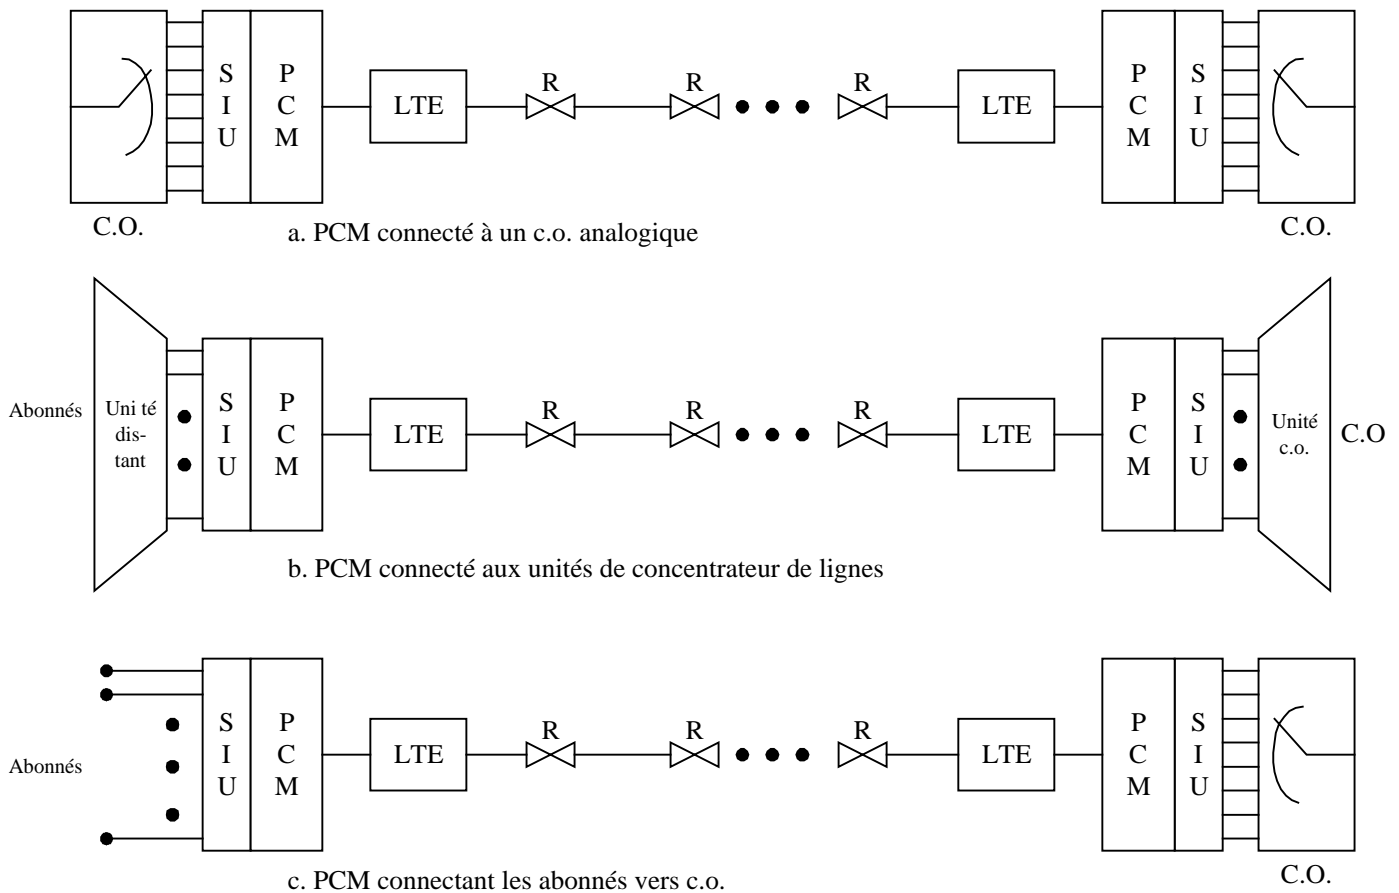 S I U
P C M
LTE
R
R
R
LTE
P C M
S I U
C.O.
C.O.
a. PCM connecté à un c.o. analogique
Abonnés
Uni té
dis-
tant
S I U
P C M
LTE
R
R
R
LTE
P C M
S I U
Unité
c.o.
C.O
b. PCM connecté aux unités de concentrateur de lignes
Abonnés
S I U
P C M
LTE
R
R
R
LTE
P C M
S I U
C.O.
c. PCM connectant les abonnés vers c.o.